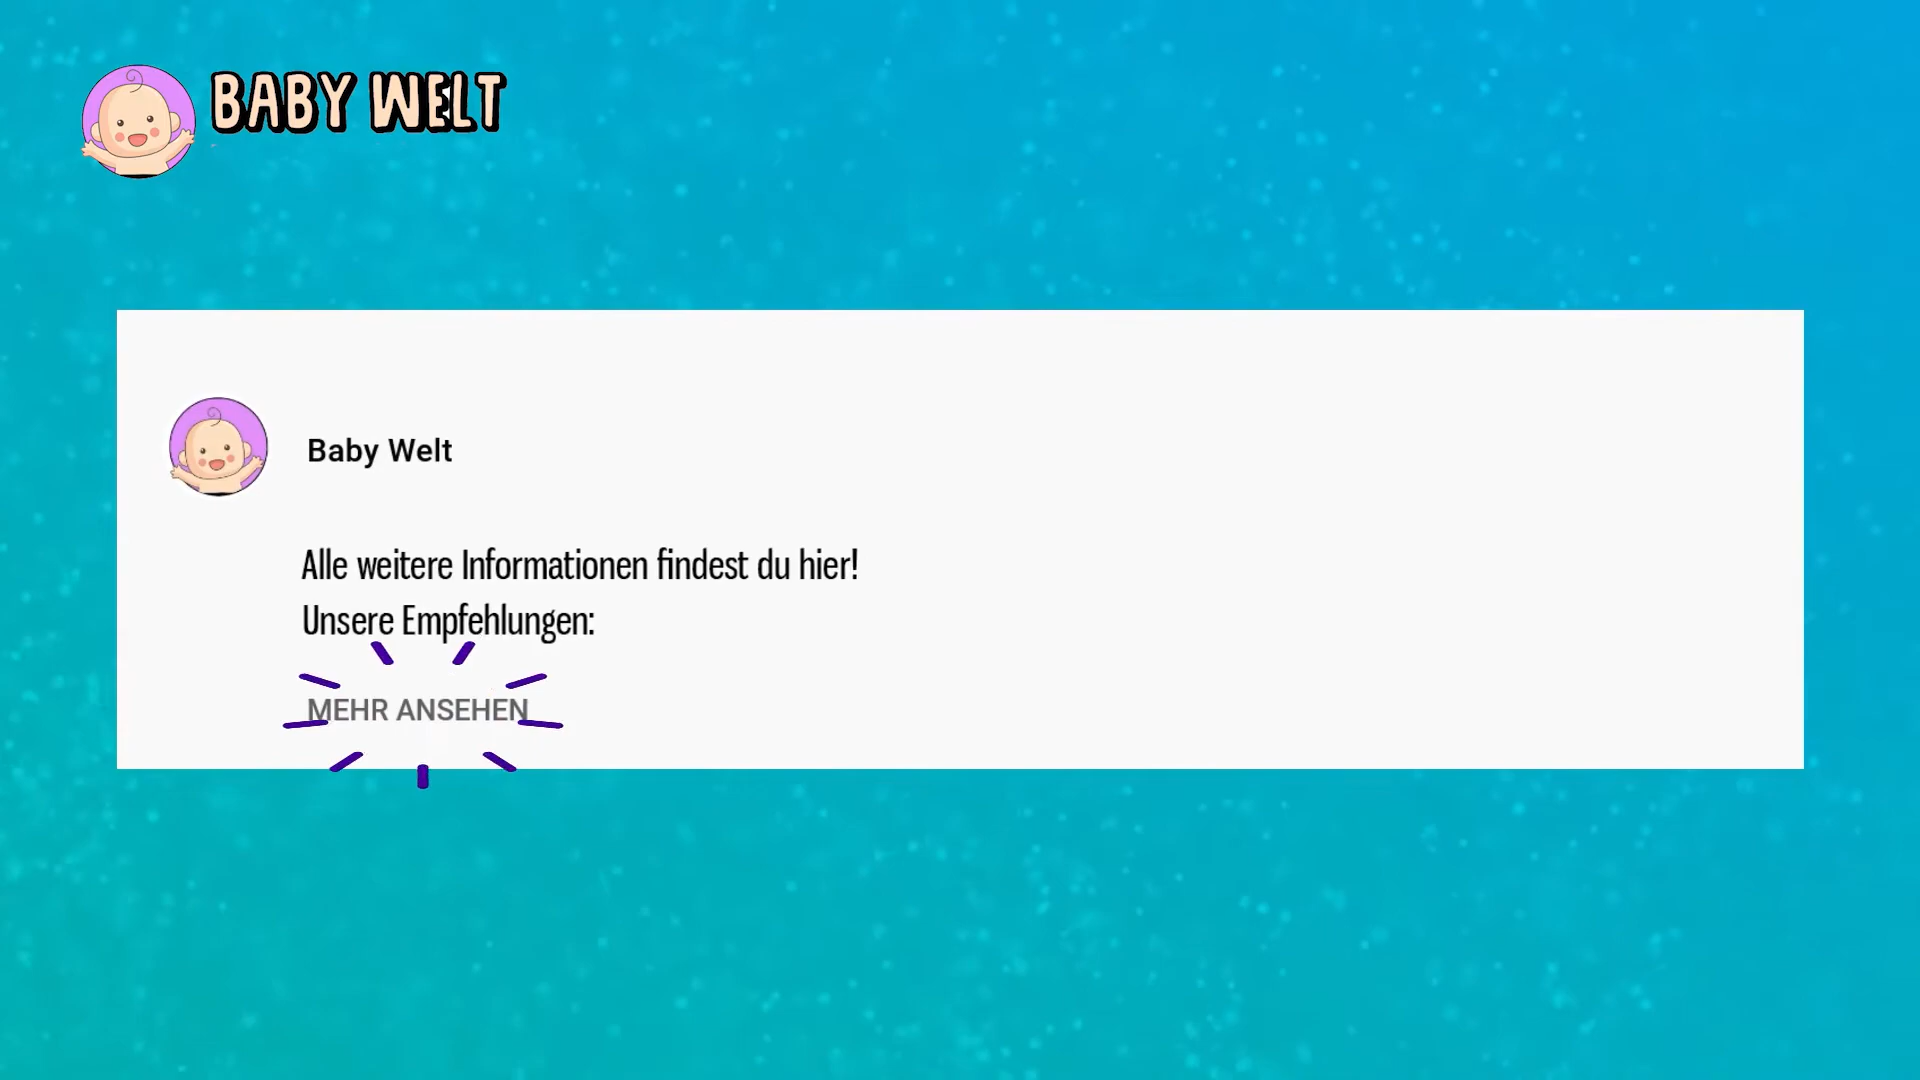 BABY WELT
Baby Welt
Alle weitere Informationen findest du hier!
Unsere Empfehlungen:
MEHR ANSEHEN